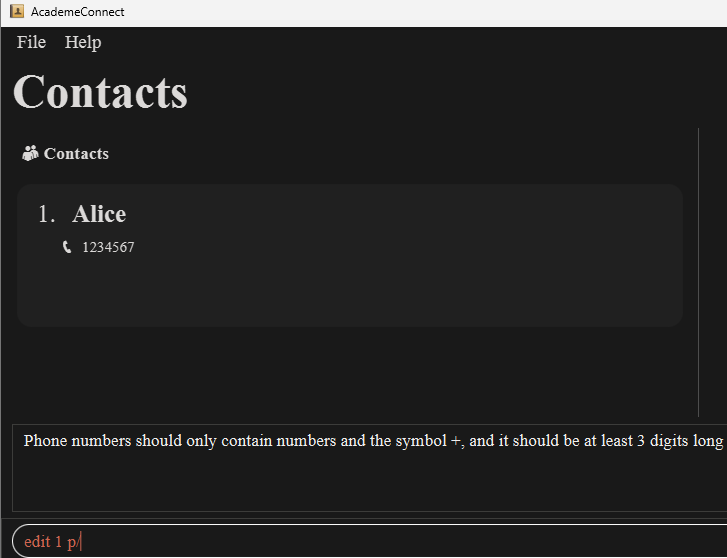 AcademeConnect
File Help
Contacts
Contacts
1. Alice
1234567
Phone numbers should only contain numbers and the symbol +, and it should be at least 3 digits long
edit 1 p/